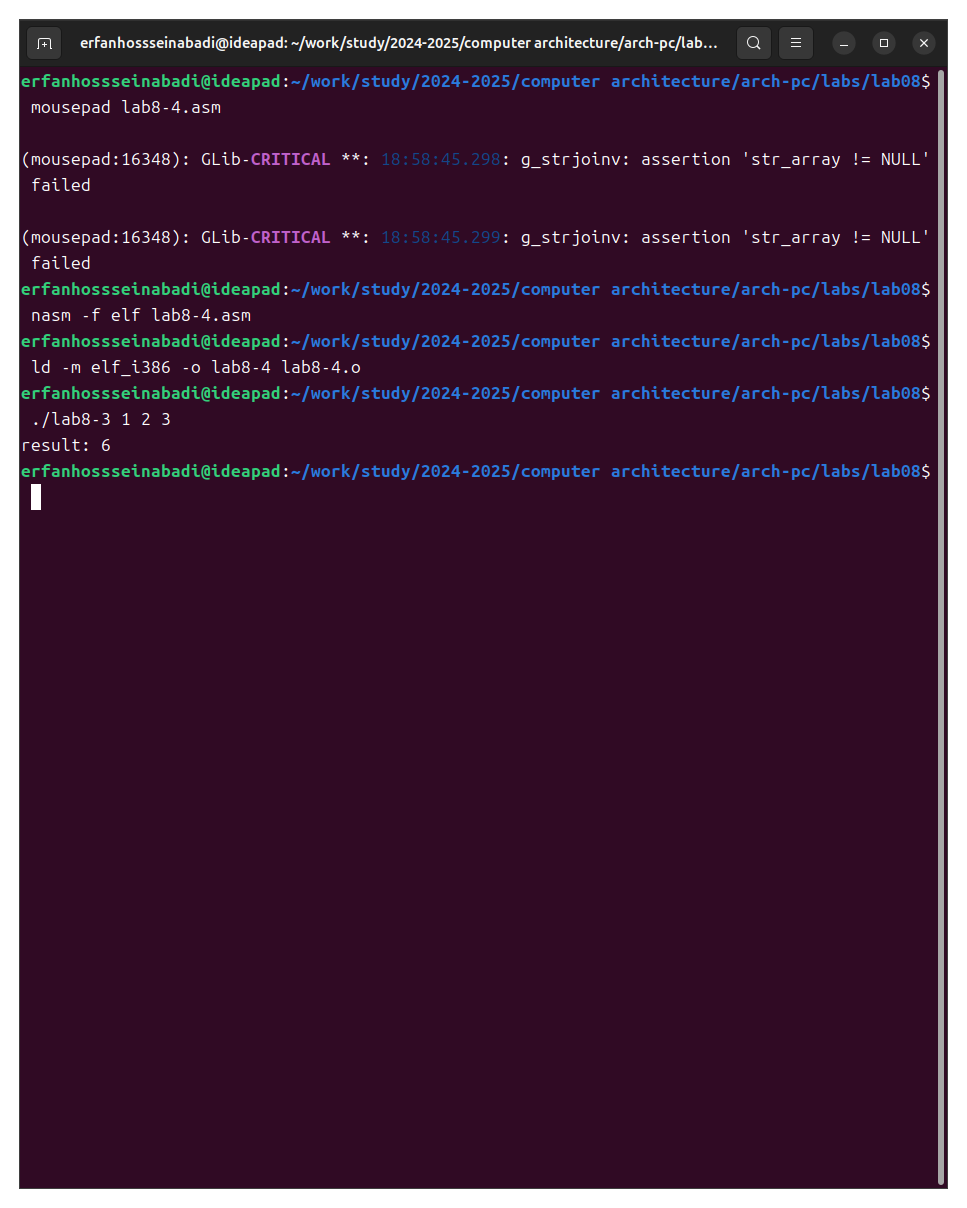 erfanhossseinabadi@ideapad: ~/work/study/2024-2025/computer architecture/arch-pc/lab...
erfanhossseinabadi@ideapad:~/work/study/2024-2025/computer architecture/arch-pc/labs/lab08$
mousepad lab8-4.asm
(mousepad:16348): GLib-CRITICAL **: 18:58:45.298: g_strjoinv: assertion 'str_array != NULL'
failed
(mousepad:16348): GLib-CRITICAL **: 18:58:45.299: g_strjoinv: assertion 'str_array != NULL'
failed
erfanhossseinabadi@ideapad:~/work/study/2024-2025/computer architecture/arch-pc/labs/lab08$
nasm -f elf lab8-4.asm
erfanhossseinabadi@ideapad:~/work/study/2024-2025/computer architecture/arch-pc/labs/lab08$
ld -m elf_i386 -o lab8-4 lab8-4.o
erfanhossseinabadi@ideapad:~/work/study/2024-2025/computer architecture/arch-pc/labs/lab08$
./lab8-3 1 2 3
result: 6
erfanhossseinabadi@ideapad:~/work/study/2024-2025/computer architecture/arch-pc/labs/lab08$